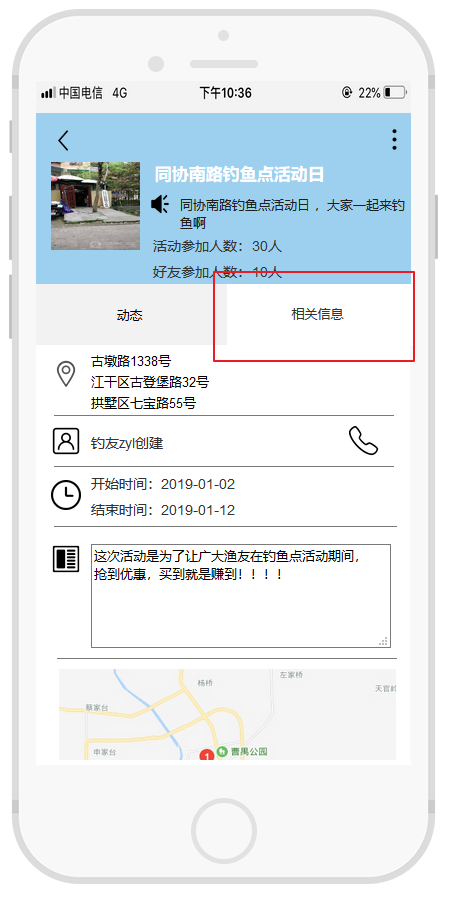 中国电信 4G 下午10:36 22%
同协南路钓鱼点活动日
同协南路钓鱼点活动日，大家一起来钓
鱼啊
活动参加人数：30人
好友参加人数：10人
动态 相关信息
古墩路1338号
江干区古登堡路32号
拱墅区七宝路55号
钓友zyl创建
开始时间：2019-01-02
结束时间：2019-01-12
这次活动是为了让广大渔友在钓鱼点活动期间，
抢到优惠，买到就是赚到！！！！
左家桥
杨桥
天官岭
蔡家台
申家台
曹禺公园
1